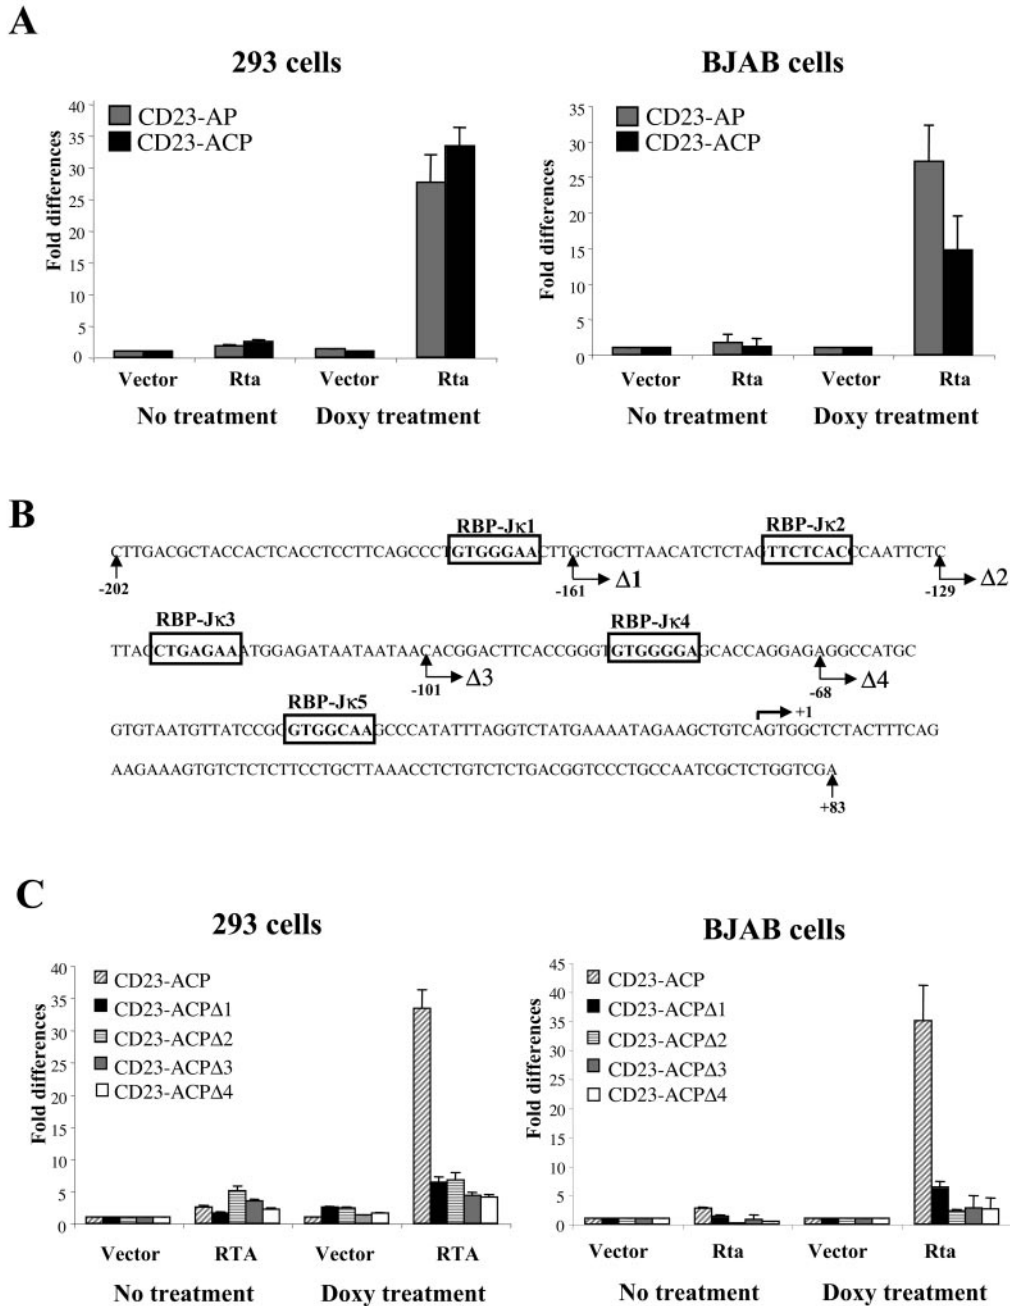 A
293 cells
CD23-AP
CD23-ACP
Fold differences
40
35
30
25
20
15
10
5
0
Vector Rta Vector Rta
No treatment Doxy treatment
BJAB cells
CD23-AP
CD23-ACP
Fold differences
35
30
25
20
15
10
5
0
Vector Rta Vector Rta
No treatment Doxy treatment
B
RBP-Jκ1 RBP-Jκ2
CTTGACGCTACCACTCACCTCCTTCAGCCCTGTGGGAACTTGCTGCTTAACATCTCTAGTTCTCACCCAATTCTC
-202 -161 Δ1 -129 Δ2
RBP-Jκ3 RBP-Jκ4
TTACCTGAGAAATGGAGATAATAATAACACGGACTTCACCGGGTGTGGGGAGCACCAGGAGAGGCCATGC
-101 Δ3 -68 Δ4
RBP-Jκ5 +1
GTGTAATGTTATCCGCGTGGCAAGCCCATATTTAGGTCTATGAAAATAGAAGCTGTCAGTGGCTCTACTTTCAG
AAGAAAGTGTCTCTCTTCCTGCTTAAACCTCTGTCTCTGACGGTCCCTGCCAATCGCTCTGGTCGA
+83
C
293 cells
CD23-ACP
CD23-ACPΔ1
CD23-ACPΔ2
CD23-ACPΔ3
CD23-ACPΔ4
Fold differences
40
35
30
25
20
15
10
5
0
Vector RTA Vector RTA
No treatment Doxy treatment
BJAB cells
CD23-ACP
CD23-ACPΔ1
CD23-ACPΔ2
CD23-ACPΔ3
CD23-ACPΔ4
Fold differences
45
40
35
30
25
20
15
10
5
0
Vector Rta Vector Rta
No treatment Doxy treatment